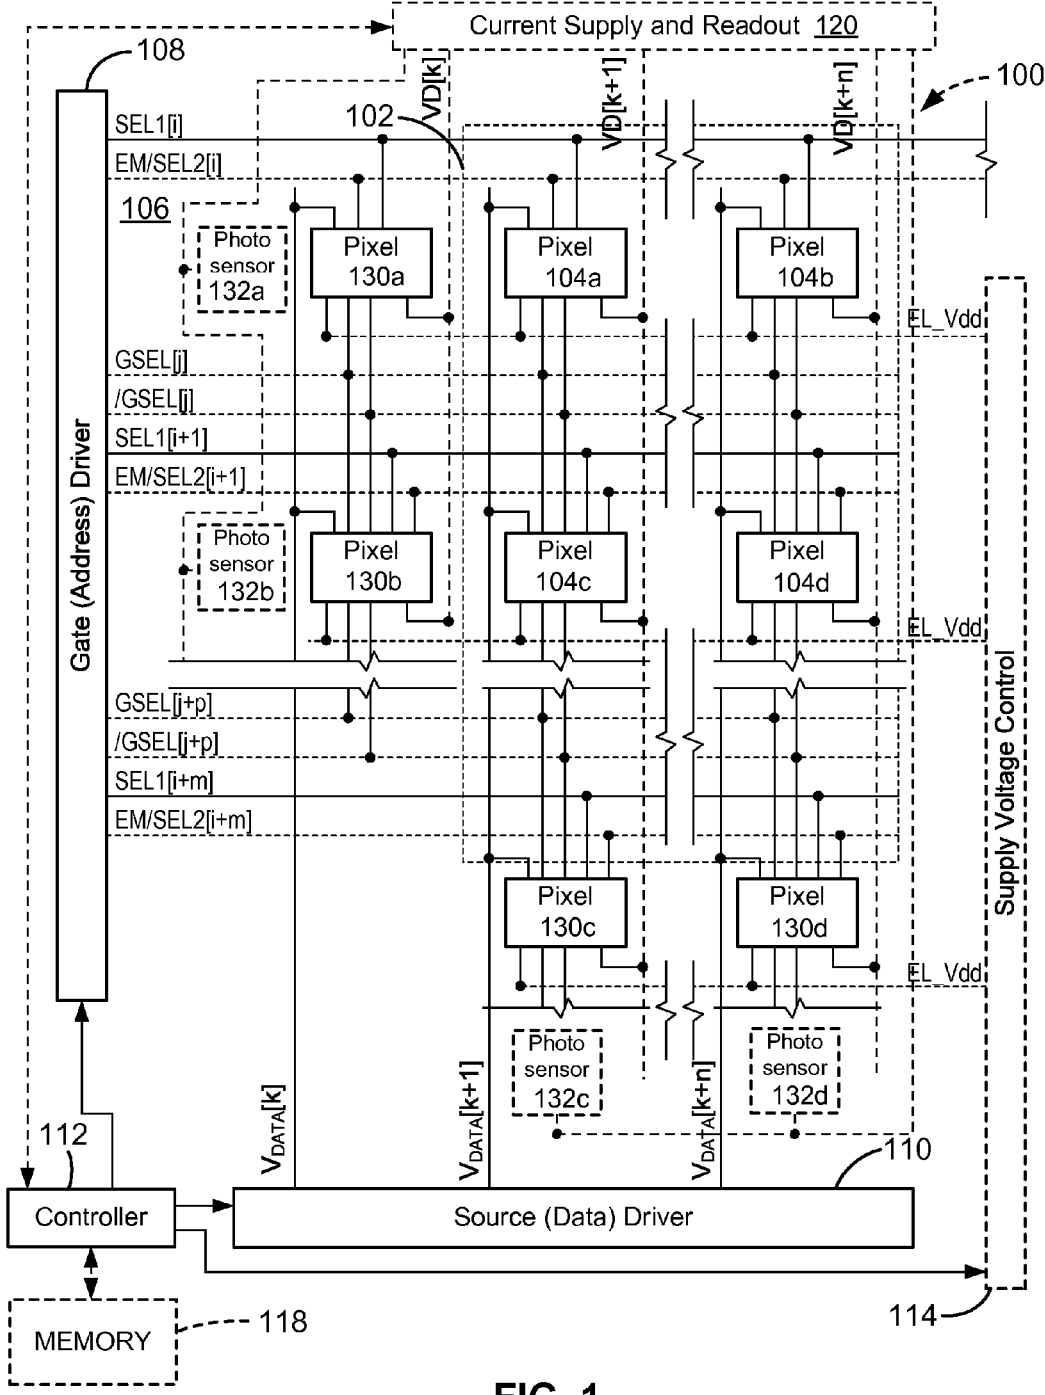 Current Supply and Readout 120
108
VD[k]
VD[k+1]
VD[k+n]
100
102
SEL1[i]
EM/SEL2[i]
106
Photo
sensor
132a
Pixel
130a
Pixel
104a
Pixel
104b
EL_Vdd
GSEL[j]
/GSEL[j]
SEL1[i+1]
EM/SEL2[i+1]
Gate (Address) Driver
Photo
sensor
132b
Pixel
130b
Pixel
104c
Pixel
104d
EL_Vdd
GSEL[j+p]
/GSEL[j+p]
SEL1[i+m]
EM/SEL2[i+m]
Supply Voltage Control
Pixel
130c
Pixel
130d
EL_Vdd
Photo
sensor
132c
Photo
sensor
132d
VDATA[k]
VDATA[k+1]
VDATA[k+n]
112
110
Controller
Source (Data) Driver
114
MEMORY
118
FIG. 1